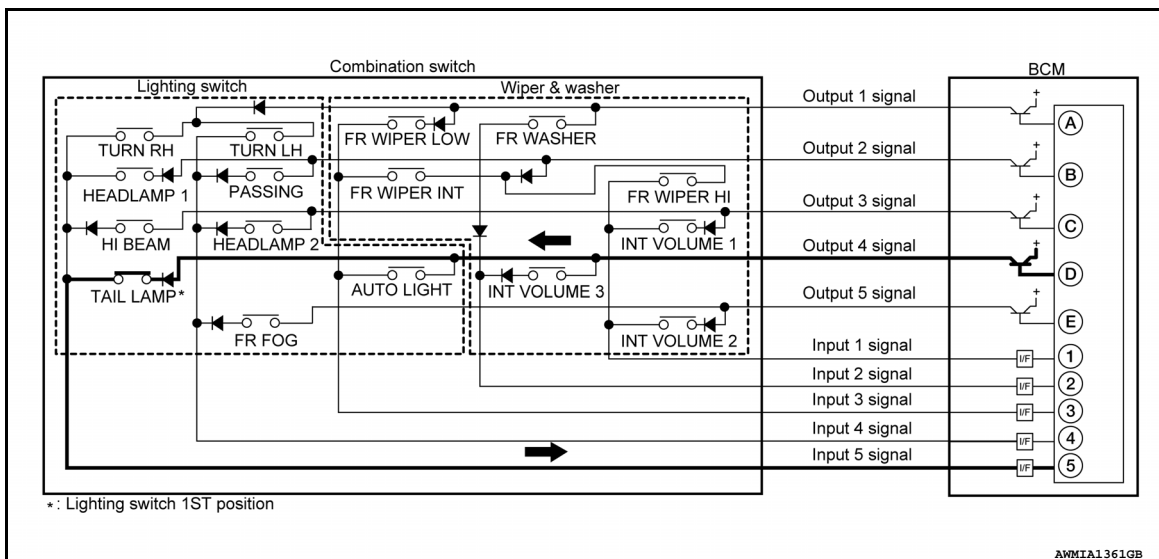 Combination switch
BCM
Lighting switch
Wiper & washer
Output 1 signal
+
A
TURN RH
TURN LH
FR WIPER LOW
FR WASHER
Output 2 signal
+
B
HEADLAMP 1
PASSING
FR WIPER INT
FR WIPER HI
Output 3 signal
+
C
HI BEAM
HEADLAMP 2
INT VOLUME 1
Output 4 signal
+
D
TAIL LAMP*
AUTO LIGHT
INT VOLUME 3
Output 5 signal
+
E
FR FOG
INT VOLUME 2
Input 1 signal
I/F
1
Input 2 signal
I/F
2
Input 3 signal
I/F
3
Input 4 signal
I/F
4
Input 5 signal
I/F
5
*: Lighting switch 1ST position
AWMIA1361GB